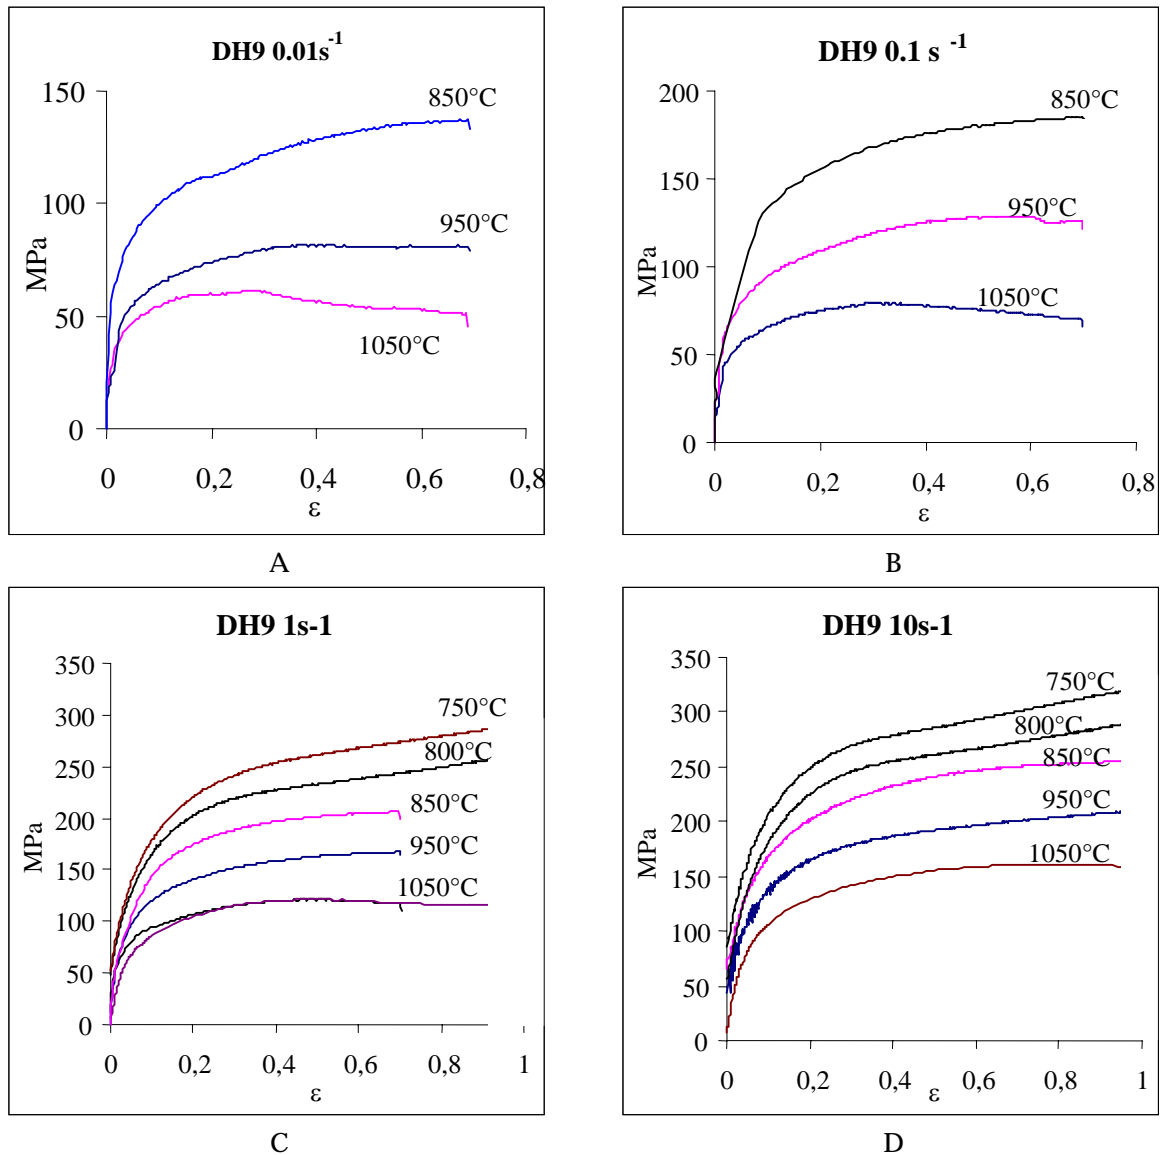 DH9 0.01s-1
150
850°C
100
950°C
MPa
50
1050°C
0
0 0,2 0,4 0,6 0,8
ε
A
DH9 0.1 s -1
200
850°C
150
950°C
100
MPa
1050°C
50
0
0 0,2 0,4 0,6 0,8
ε
B
DH9 1s-1
350
300
750°C
800°C
250
850°C
200
950°C
150
MPa
1050°C
100
50
0
0 0,2 0,4 0,6 0,8 1
ε
C
DH9 10s-1
350
750°C
300
800°C
850°C
250
950°C
200
1050°C
150
MPa
100
50
0
0 0,2 0,4 0,6 0,8 1
ε
D